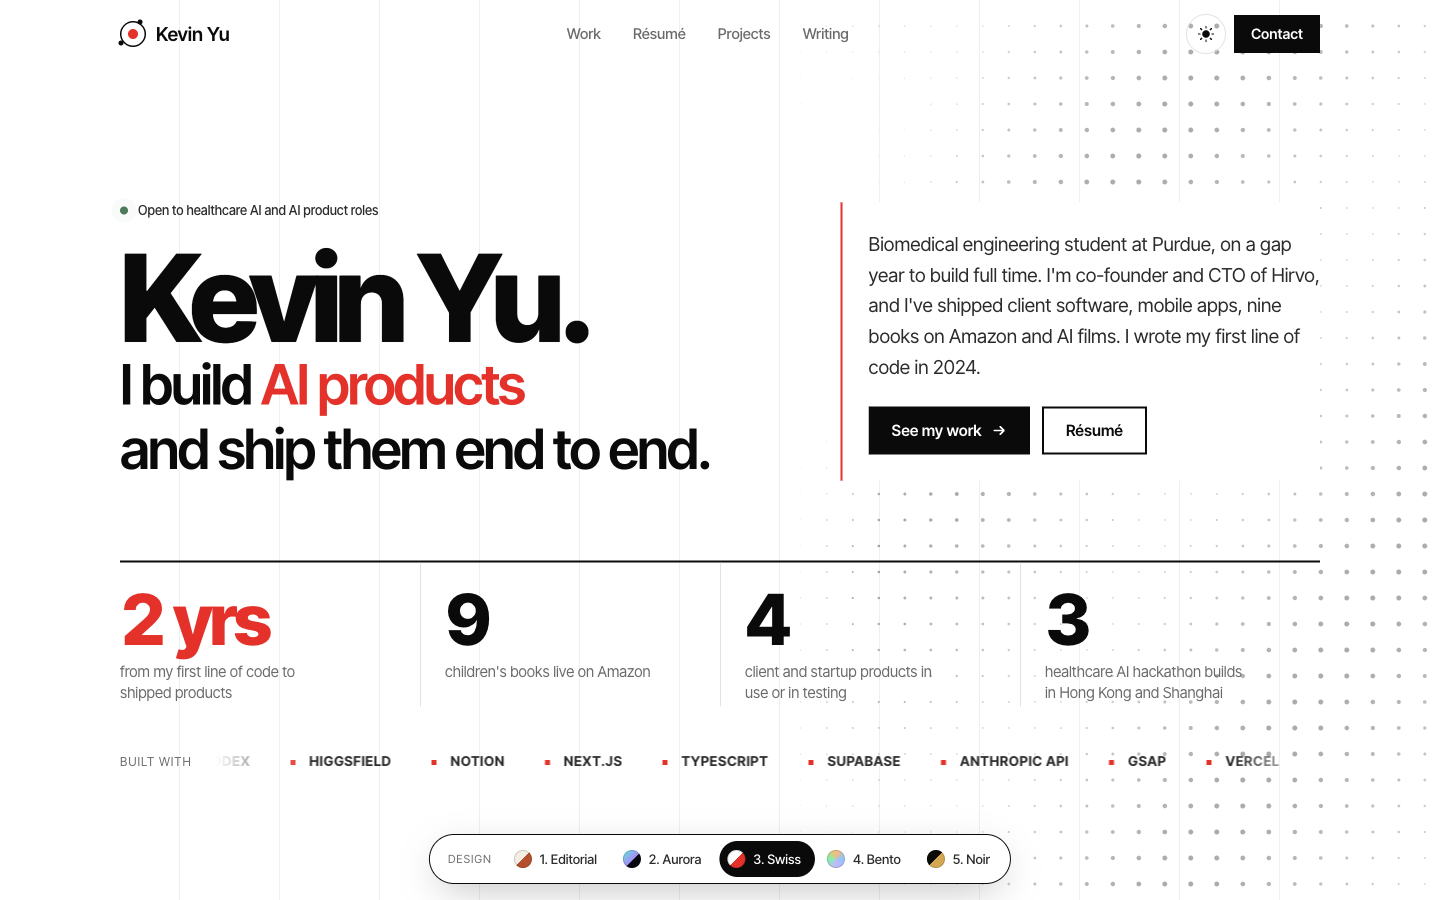 Kevin Yu
Work
Résumé
Projects
Writing
Contact
Open to healthcare AI and AI product roles
Kevin Yu.
I build AI products
and ship them end to end.
Biomedical engineering student at Purdue, on a gap
year to build full time. I'm co-founder and CTO of Hirvo,
and I've shipped client software, mobile apps, nine
books on Amazon and AI films. I wrote my first line of
code in 2024.
See my work →
Résumé
2 yrs
from my first line of code to
shipped products
9
children's books live on Amazon
4
client and startup products in
use or in testing
3
healthcare AI hackathon builds,
in Hong Kong and Shanghai
BUILT WITH
HIGGSFIELD
NOTION
NEXT.JS
TYPESCRIPT
SUPABASE
ANTHROPIC API
GSAP
VERCEL
DESIGN
1. Editorial
2. Aurora
3. Swiss
4. Bento
5. Noir